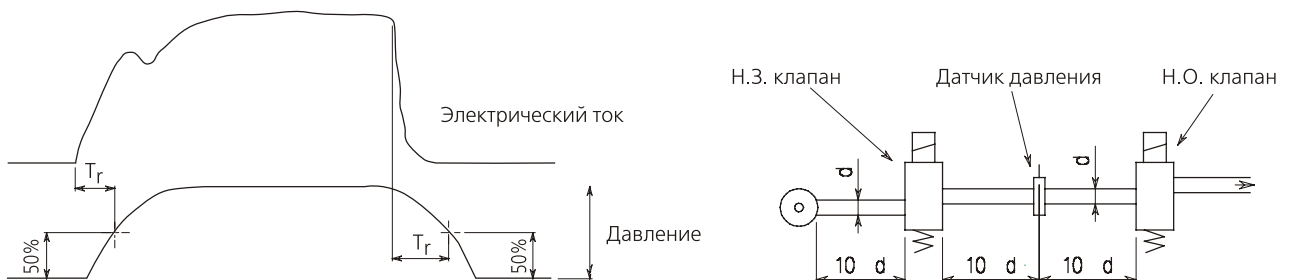 Электрический ток
Tr
50%
Tr
50%
Давление
Н.З. клапан
Датчик давления
Н.О. клапан
d
d
10 d
10 d
10 d